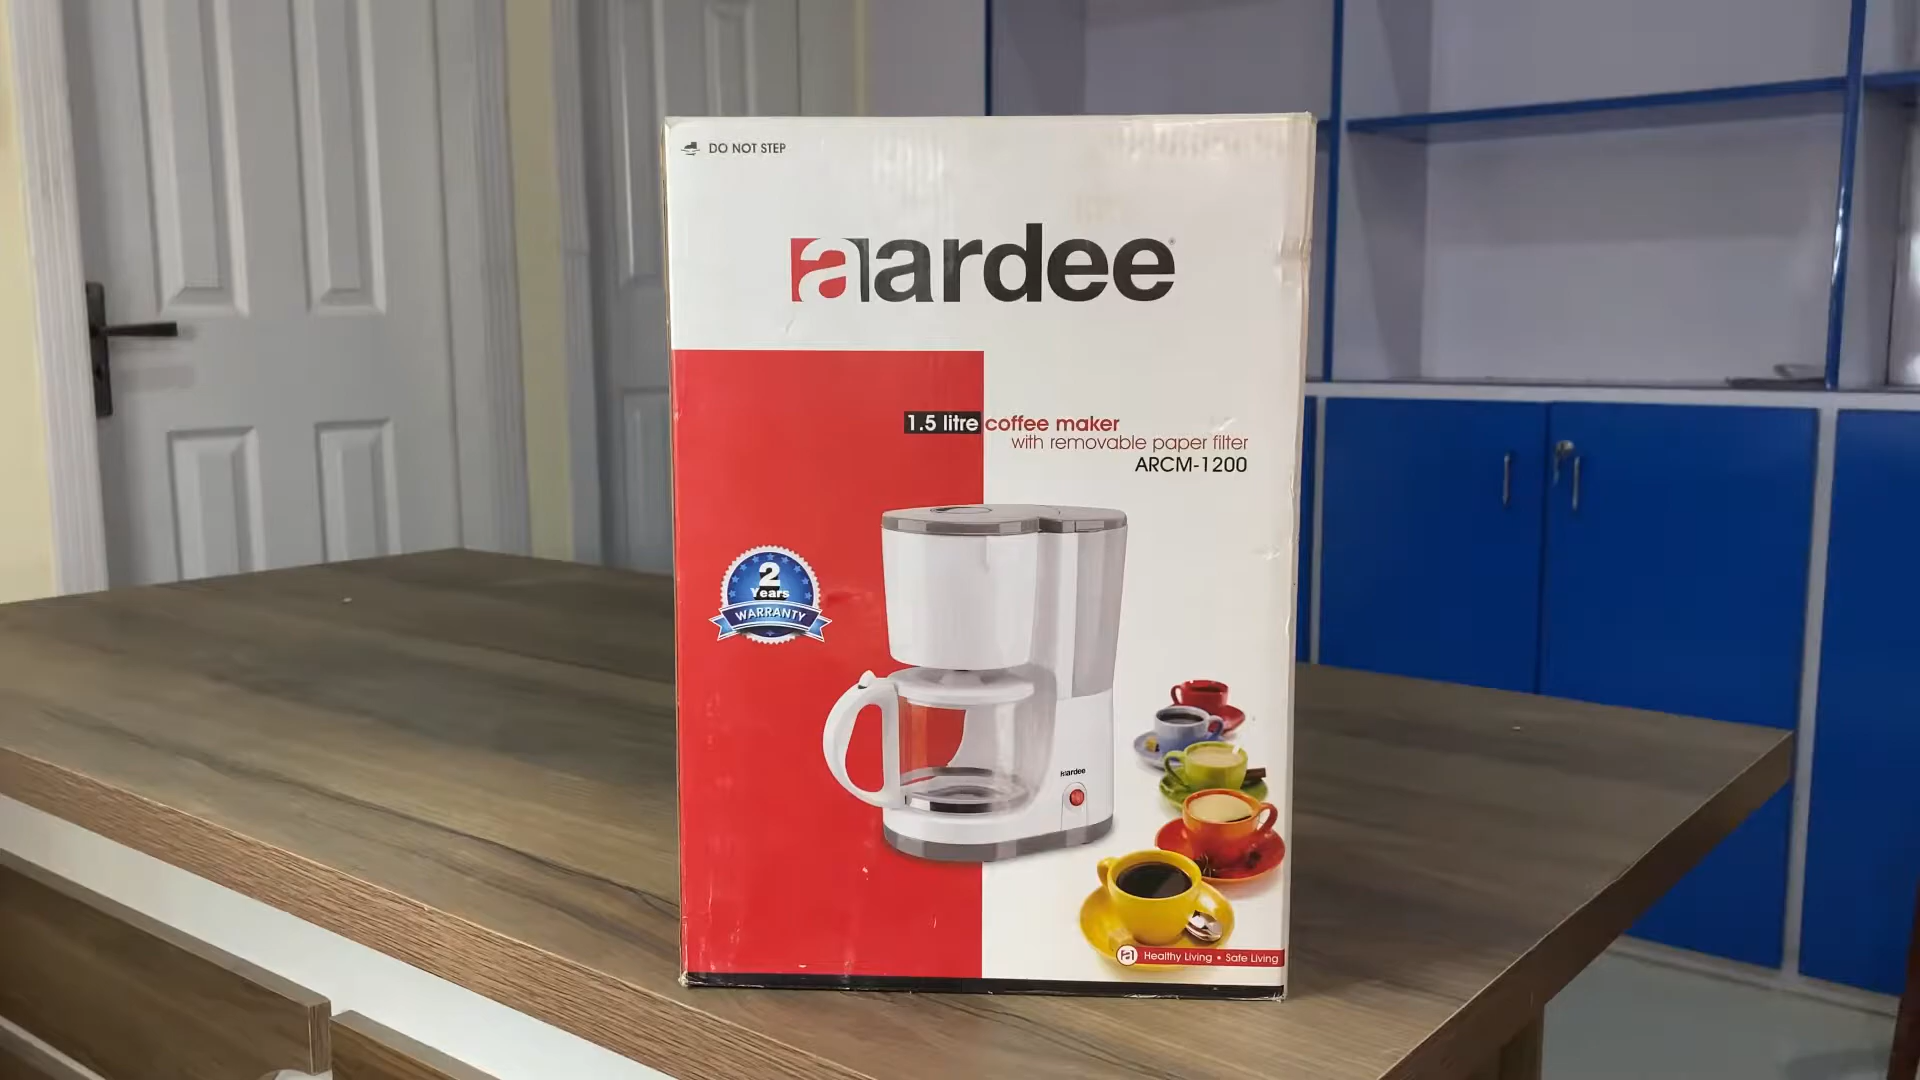 DO NOT STEP
aardee
1.5 litre coffee maker
with removable paper filter
ARCM-1200
2
Years
WARRANTY
aardee
Healthy Living • Safe Living